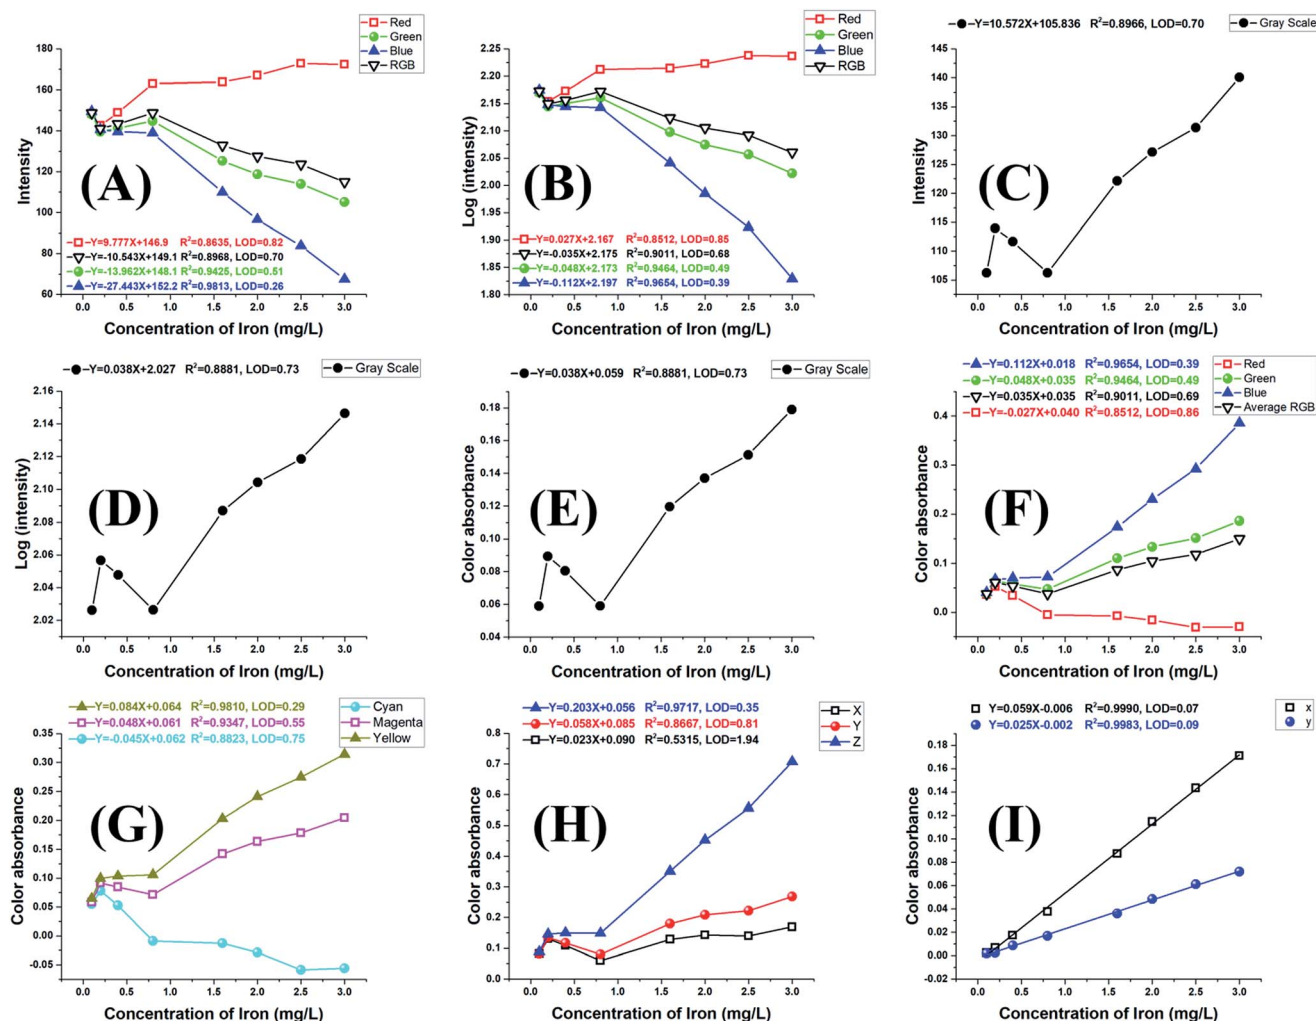 Red
Green
Blue
RGB
180
160
140
120
100
80
60
Intensity
(A)
Y=9.777X+146.9 R²=0.8635, LOD=0.82
Y=-10.543X+149.1 R²=0.8968, LOD=0.70
Y=-13.962X+148.1 R²=0.9425, LOD=0.51
Y=-27.443X+152.2 R²=0.9813, LOD=0.26
0.0 0.5 1.0 1.5 2.0 2.5 3.0
Concentration of Iron (mg/L)
Red
Green
Blue
RGB
2.25
2.20
2.15
2.10
2.05
2.00
1.95
1.90
1.85
1.80
Log (intensity)
(B)
Y=0.027X+2.167 R²=0.8512, LOD=0.85
Y=-0.035X+2.175 R²=0.9011, LOD=0.68
Y=-0.048X+2.173 R²=0.9464, LOD=0.49
Y=-0.112X+2.197 R²=0.9654, LOD=0.39
0.0 0.5 1.0 1.5 2.0 2.5 3.0
Concentration of Iron (mg/L)
Y=10.572X+105.836 R²=0.8966, LOD=0.70
Gray Scale
145
140
135
130
125
120
115
110
105
Intensity
(C)
0.0 0.5 1.0 1.5 2.0 2.5 3.0
Concentration of Iron (mg/L)
Y=0.038X+2.027 R²=0.8881, LOD=0.73
Gray Scale
2.16
2.14
2.12
2.10
2.08
2.06
2.04
2.02
Log (intensity)
(D)
0.0 0.5 1.0 1.5 2.0 2.5 3.0
Concentration of Iron (mg/L)
Y=0.038X+0.059 R²=0.8881, LOD=0.73
Gray Scale
0.18
0.16
0.14
0.12
0.10
0.08
0.06
0.04
Color absorbance
(E)
0.0 0.5 1.0 1.5 2.0 2.5 3.0
Concentration of Iron (mg/L)
Y=0.112X+0.018 R²=0.9654, LOD=0.39
Y=0.048X+0.035 R²=0.9464, LOD=0.49
Y=0.035X+0.035 R²=0.9011, LOD=0.69
Y=-0.027X+0.040 R²=0.8512, LOD=0.86
Red
Green
Blue
Average RGB
0.4
0.3
0.2
0.1
0.0
Color absorbance
(F)
0.0 0.5 1.0 1.5 2.0 2.5 3.0
Concentration of Iron (mg/L)
Y=0.084X+0.064 R²=0.9810, LOD=0.29
Y=0.048X+0.061 R²=0.9347, LOD=0.55
Y=-0.045X+0.062 R²=0.8823, LOD=0.75
Cyan
Magenta
Yellow
0.35
0.30
0.25
0.20
0.15
0.10
0.05
0.00
-0.05
Color absorbance
(G)
0.0 0.5 1.0 1.5 2.0 2.5 3.0
Concentration of Iron (mg/L)
Y=0.203X+0.056 R²=0.9717, LOD=0.35
Y=0.058X+0.085 R²=0.8667, LOD=0.81
Y=0.023X+0.090 R²=0.5315, LOD=1.94
X
Y
Z
0.8
0.7
0.6
0.5
0.4
0.3
0.2
0.1
0.0
Color absorbance
(H)
0.0 0.5 1.0 1.5 2.0 2.5 3.0
Concentration of Iron (mg/L)
Y=0.059X-0.006 R²=0.9990, LOD=0.07
Y=0.025X-0.002 R²=0.9983, LOD=0.09
x
y
0.18
0.16
0.14
0.12
0.10
0.08
0.06
0.04
0.02
0.00
-0.02
Color absorbance
(I)
0.0 0.5 1.0 1.5 2.0 2.5 3.0
Concentration of Iron (mg/L)